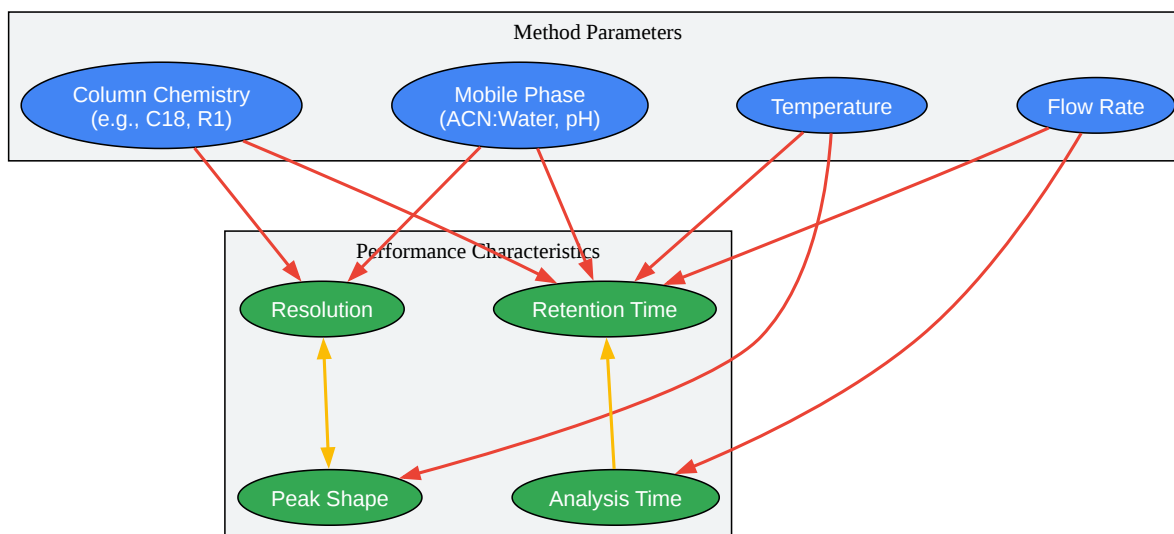 Method Parameters
Column Chemistry
(e.g., C18, R1)
Mobile Phase
(ACN:Water, pH)
Temperature
Flow Rate
Performance Characteristics
Resolution
Retention Time
Peak Shape
Analysis Time